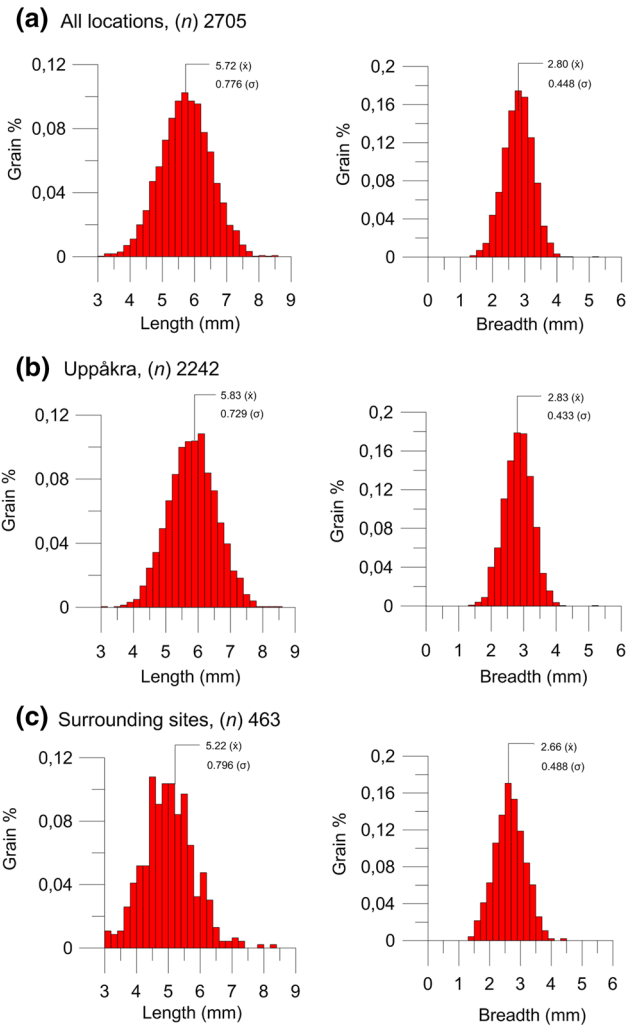 (a) All locations, (n) 2705
5.72 (ẋ)
0.776 (σ)
0,12
0,08
0,04
0
Grain %
3 4 5 6 7 8 9
Length (mm)
2.80 (ẋ)
0.448 (σ)
0,2
0,16
0,12
0,08
0,04
0
Grain %
0 1 2 3 4 5 6
Breadth (mm)
(b) Uppåkra, (n) 2242
5.83 (ẋ)
0.729 (σ)
0,12
0,08
0,04
0
Grain %
3 4 5 6 7 8 9
Length (mm)
2.83 (ẋ)
0.433 (σ)
0,2
0,16
0,12
0,08
0,04
0
Grain %
0 1 2 3 4 5 6
Breadth (mm)
(c) Surrounding sites, (n) 463
5.22 (ẋ)
0.796 (σ)
0,12
0,08
0,04
0
Grain %
3 4 5 6 7 8 9
Length (mm)
2.66 (ẋ)
0.488 (σ)
0,2
0,16
0,12
0,08
0,04
0
Grain %
0 1 2 3 4 5 6
Breadth (mm)